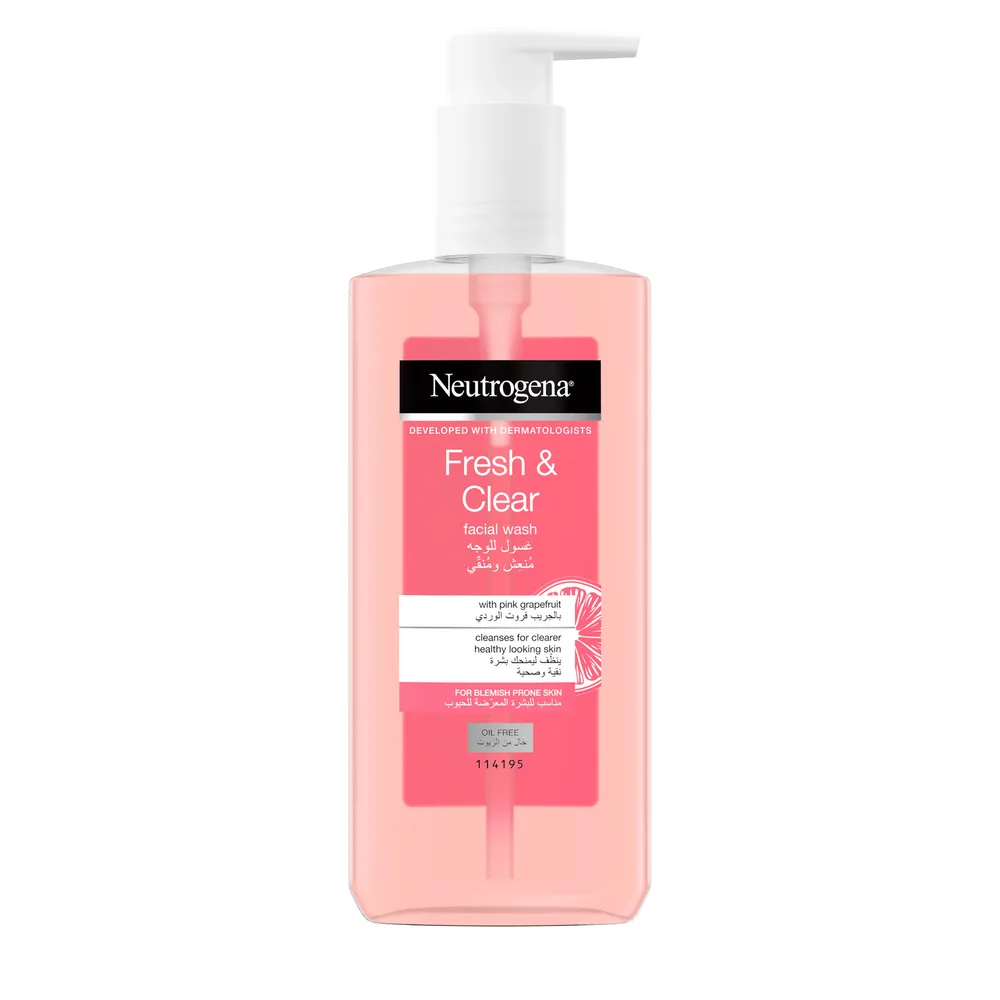 Neutrogena®
DEVELOPED WITH DERMATOLOGISTS
Fresh &
Clear
facial wash
غسول للوجه
مُنعِش ومُنقّي
with pink grapefruit
بالجريب فروت الوردي
cleanses for clearer
healthy looking skin
ينظّف ليمنحك بشرة
نقية وصحية
FOR BLEMISH PRONE SKIN
مناسب للبشرة المعرّضة للحبوب
OIL FREE
خال من الزيوت
114195